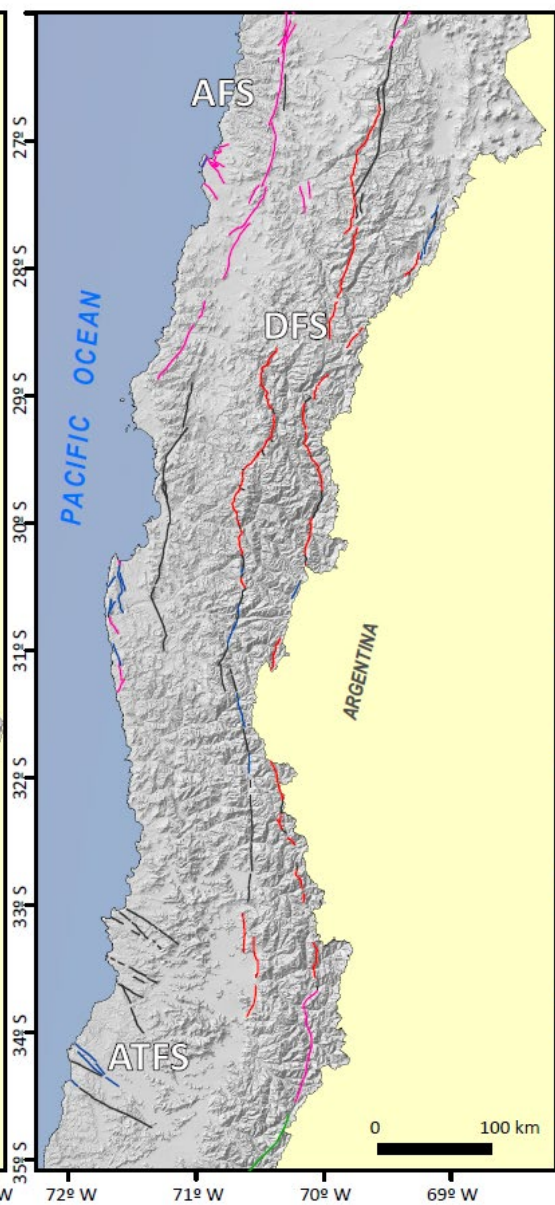 AFS
27º S
28º S
DFS
PACIFIC OCEAN
29º S
30º S
31º S
ARGENTINA
32º S
33º S
34º S
ATFS
0 100 km
35º S
W 72º W 71º W 70º W 69º W